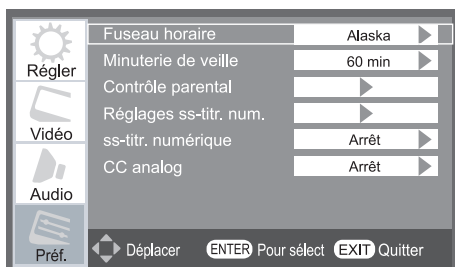 Régler
Vidéo
Audio
Préf.
Fuseau horaire Alaska
Minuterie de veille 60 min
Contrôle parental
Réglages ss-titr. num.
ss-titr. numérique Arrêt
CC analog Arrêt
Déplacer ENTER Pour sélect EXIT Quitter